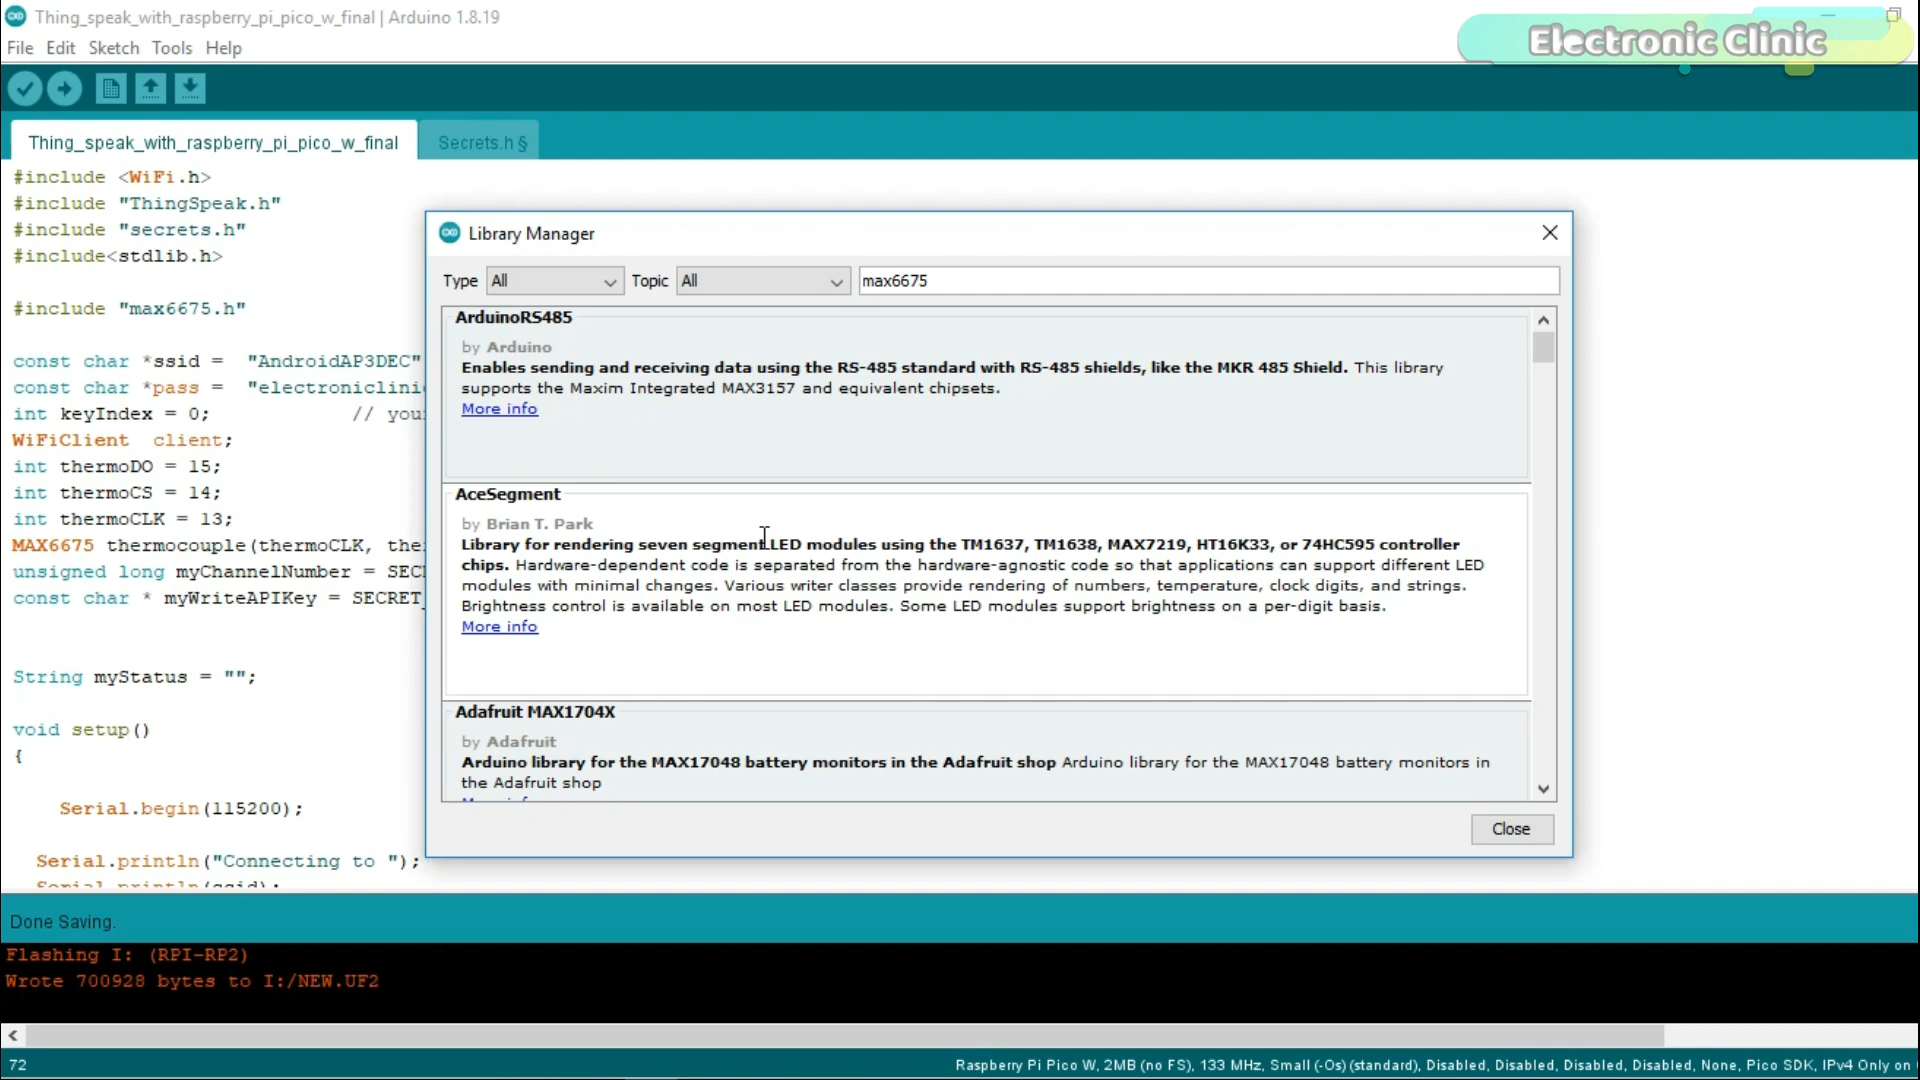 Thing_speak_with_raspberry_pi_pico_w_final | Arduino 1.8.19
Electronic Clinic
File Edit Sketch Tools Help
Thing_speak_with_raspberry_pi_pico_w_final Secrets.h §
#include <WiFi.h>
#include "ThingSpeak.h"
#include "secrets.h"
#include<stdlib.h>
#include "max6675.h"
const char *ssid = "AndroidAP3DEC"
const char *pass = "electroniclini
int keyIndex = 0; // your
WiFiClient client;
int thermoDO = 15;
int thermoCS = 14;
int thermoCLK = 13;
MAX6675 thermocouple(thermoCLK, the
unsigned long myChannelNumber = SEC
const char * myWriteAPIKey = SECRET_
String myStatus = "";
void setup()
{
Serial.begin(115200);
Serial.println("Connecting to ");
Serial.println(ssid);
Library Manager
Type All Topic All max6675
ArduinoRS485
by Arduino
Enables sending and receiving data using the RS-485 standard with RS-485 shields, like the MKR 485 Shield. This library
supports the Maxim Integrated MAX3157 and equivalent chipsets.
More info
AceSegment
by Brian T. Park
Library for rendering seven segment LED modules using the TM1637, TM1638, MAX7219, HT16K33, or 74HC595 controller
chips. Hardware-dependent code is separated from the hardware-agnostic code so that applications can support different LED
modules with minimal changes. Various writer classes provide rendering of numbers, temperature, clock digits, and strings.
Brightness control is available on most LED modules. Some LED modules support brightness on a per-digit basis.
More info
Adafruit MAX1704X
by Adafruit
Arduino library for the MAX17048 battery monitors in the Adafruit shop Arduino library for the MAX17048 battery monitors in
the Adafruit shop
More info
Close
Done Saving.
Flashing I: (RPI-RP2)
Wrote 700928 bytes to I:/NEW.UF2
72
Raspberry Pi Pico W, 2MB (no FS), 133 MHz, Small (-Os) (standard), Disabled, Disabled, Disabled, Disabled, None, Pico SDK, IPv4 Only on